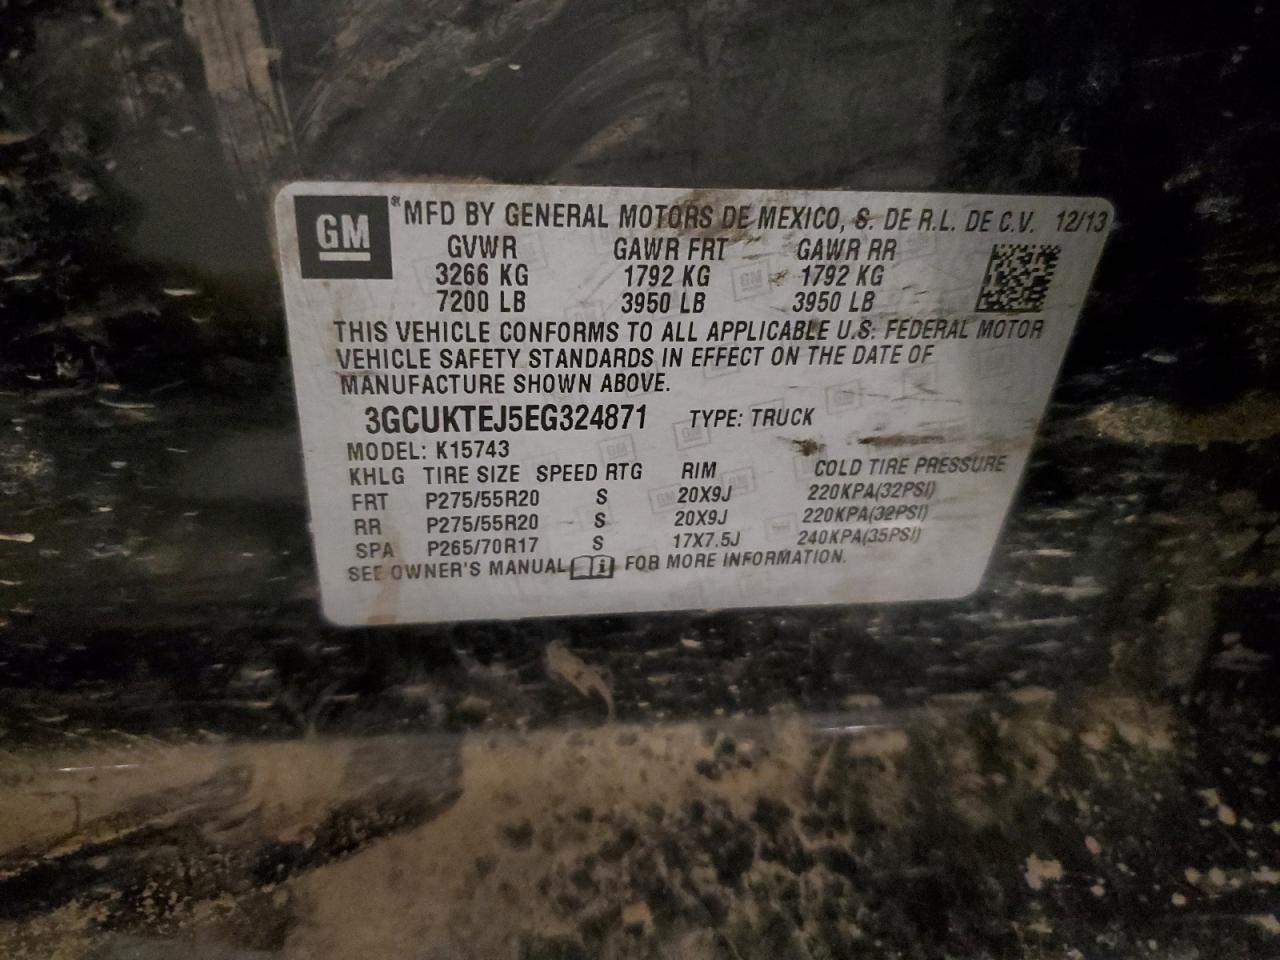 GM ® MFD BY GENERAL MOTORS DE MEXICO, S. DE R.L. DE C.V. 12/13
GVWR GAWR FRT GAWR RR
3266 KG 1792 KG 1792 KG
7200 LB 3950 LB 3950 LB
THIS VEHICLE CONFORMS TO ALL APPLICABLE U.S. FEDERAL MOTOR
VEHICLE SAFETY STANDARDS IN EFFECT ON THE DATE OF
MANUFACTURE SHOWN ABOVE.
3GCUKTEJ5EG324871 TYPE: TRUCK
MODEL: K15743
KHLG TIRE SIZE SPEED RTG RIM COLD TIRE PRESSURE
FRT P275/55R20 S 20X9J 220KPA(32PSI)
RR P275/55R20 S 20X9J 220KPA(32PSI)
SPA P265/70R17 S 17X7.5J 240KPA(35PSI)
SEE OWNER'S MANUAL i FOR MORE INFORMATION.